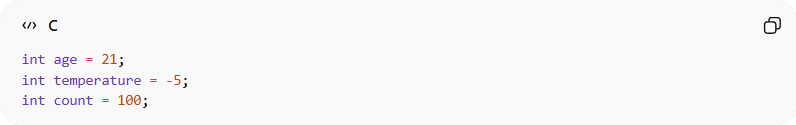 C
int age = 21;
int temperature = -5;
int count = 100;